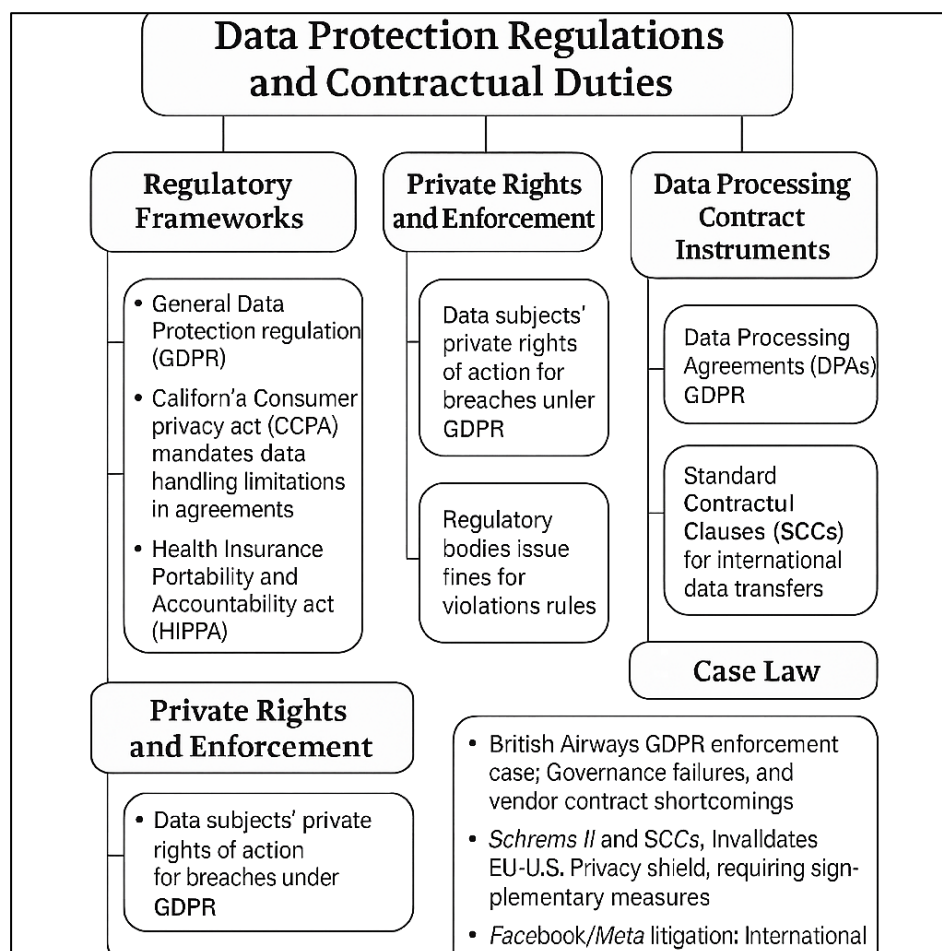 Data Protection Regulations
and Contractual Duties
Regulatory
Frameworks
• General Data
Protection regulation
(GDPR)
• Californ'a Consumer
privacy act (CCPA)
mandates data
handling limitations
in agreements
• Health Insurance
Portability and
Accountability act
(HIPPA)
Private Rights
and Enforcement
• Data subjects' private
rights of action
for breaches under
GDPR
Private Rights
and Enforcement
Data subjects'
private rights
of action for
breaches unler
GDPR
Regulatory
bodies issue
fines for
violations rules
Data Processing
Contract
Instruments
Data Processing
Agreements (DPAs)
GDPR
Standard
Contractul
Clauses (SCCs)
for international
data transfers
Case Law
• British Airways GDPR enforcement
case; Governance failures, and
vendor contract shortcomings
• Schrems II and SCCs, Invalldates
EU-U.S. Privacy shield, requiring sign-
plementary measures
• Facebook/Meta litigation: International